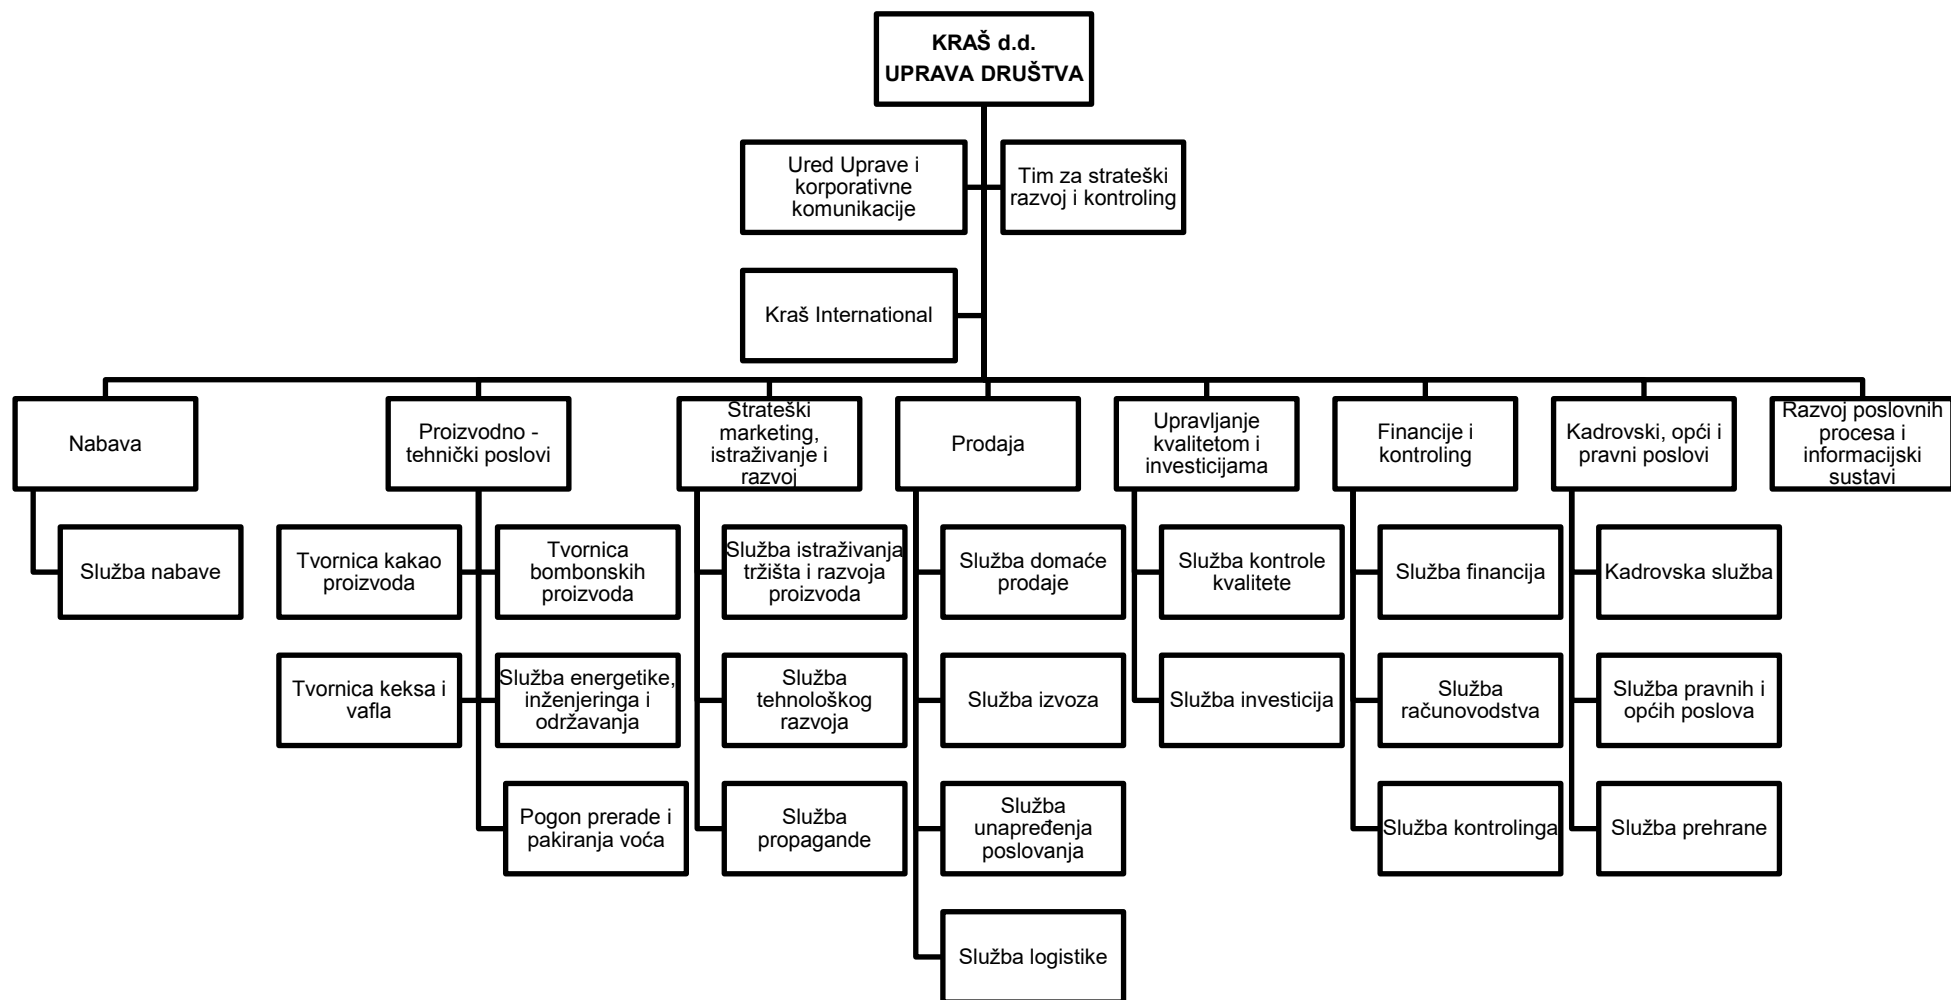 KRAŠ d.d.
UPRAVA DRUŠTVA
Ured Uprave i
korporativne
komunikacije
Tim za strateški
razvoj i kontroling
Kraš International
Nabava
Proizvodno -
tehnički poslovi
Strateški
marketing,
istraživanje i
razvoj
Prodaja
Upravljanje
kvalitetom i
investicijama
Financije i
kontroling
Kadrovski, opći i
pravni poslovi
Razvoj poslovnih
procesa i
informacijski
sustavi
Služba nabave
Tvornica kakao
proizvoda
Tvornica
bombonskih
proizvoda
Služba istraživanja
tržišta i razvoja
proizvoda
Služba domaće
prodaje
Služba kontrole
kvalitete
Služba financija
Kadrovska služba
Tvornica keksa i
vafla
Služba energetike,
inženjeringa i
održavanja
Služba
tehnološkog
razvoja
Služba izvoza
Služba investicija
Služba
računovodstva
Služba pravnih i
općih poslova
Pogon prerade i
pakiranja voća
Služba
propagande
Služba
unapređenja
poslovanja
Služba kontrolinga
Služba prehrane
Služba logistike